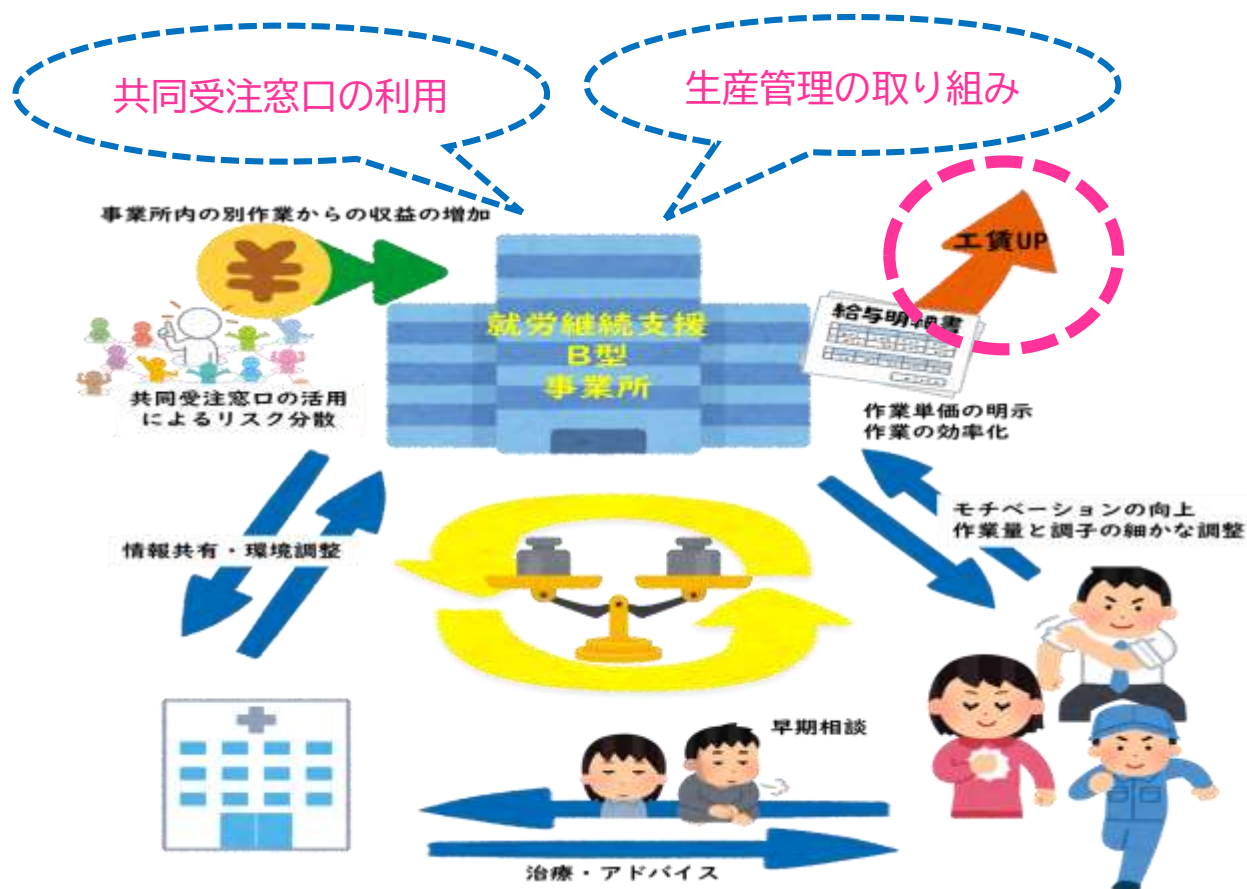 共同受注窓口の利用
生産管理の取り組み
事業所内の別作業からの収益の増加
工賃UP
給与明細書
就労継続支援
B型
事業所
共同受注窓口の活用
によるリスク分散
作業単価の明示
作業の効率化
モチベーションの向上
作業量と調子の細かな調整
情報共有・環境調整
早期相談
治療・アドバイス